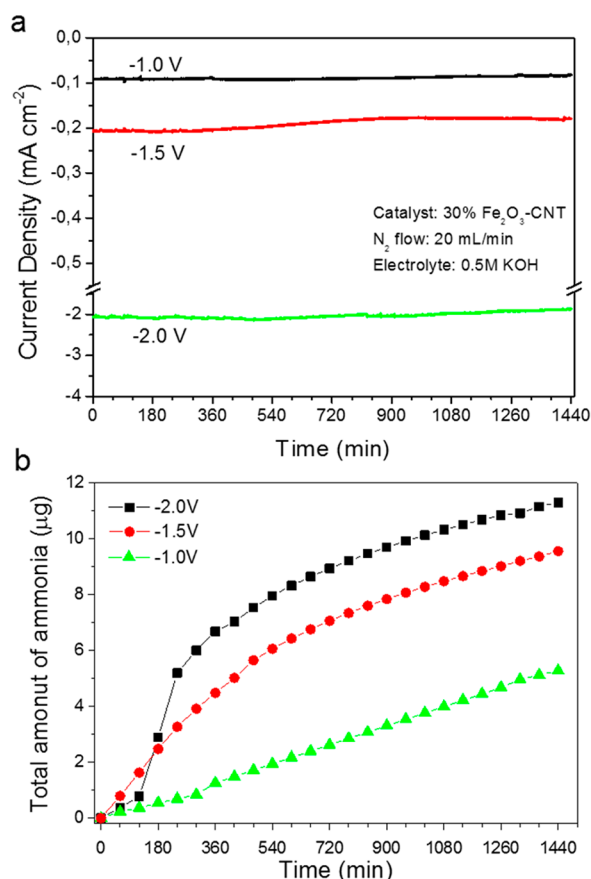 a
0,0
-0,1
-0,2
-0,3
-0,4
-0,5
-2
-3
-4
Current Density (mA cm⁻²)
-1.0 V
-1.5 V
Catalyst: 30% Fe₂O₃-CNT
N₂ flow: 20 mL/min
Electrolyte: 0.5M KOH
-2.0 V
0 180 360 540 720 900 1080 1260 1440
Time (min)
b
12
10
8
6
4
2
0
Total amonut of ammonia (μg)
-2.0V
-1.5V
-1.0V
0 180 360 540 720 900 1080 1260 1440
Time (min)